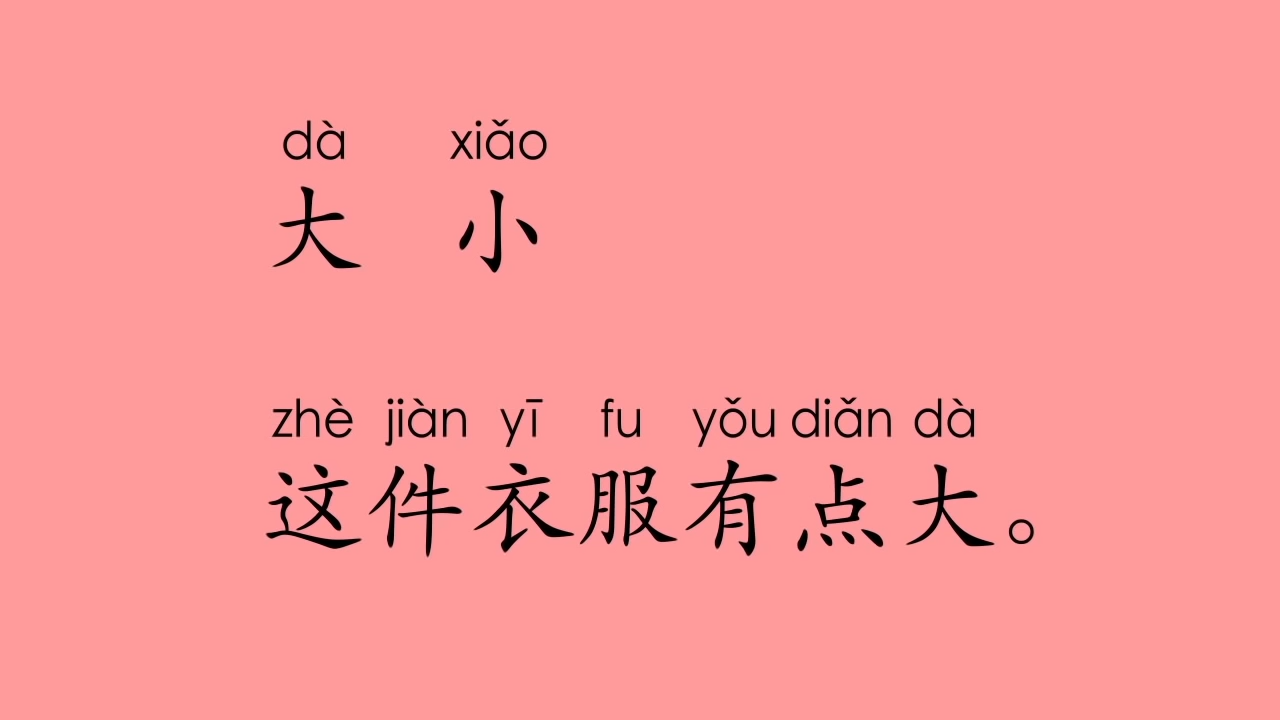 dà xiǎo
大 小
zhè jiàn yī fu yǒu diǎn dà
这件衣服有点大。